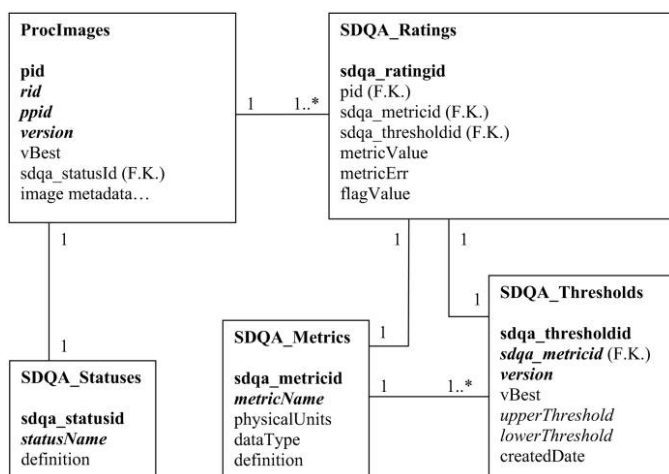 ProcImages
pid
rid
ppid
version
vBest
sdqa_statusId (F.K.)
image metadata…
SDQA_Ratings
sdqa_ratingid
pid (F.K.)
sdqa_metricid (F.K.)
sdqa_thresholdid (F.K.)
metricValue
metricErr
flagValue
1
1..*
1
1
1
1
1
1
1
1..*
SDQA_Statuses
sdqa_statusid
statusName
definition
SDQA_Metrics
sdqa_metricid
metricName
physicalUnits
dataType
definition
SDQA_Thresholds
sdqa_thresholdid
sdqa_metricid (F.K.)
version
vBest
upperThreshold
lowerThreshold
createdDate